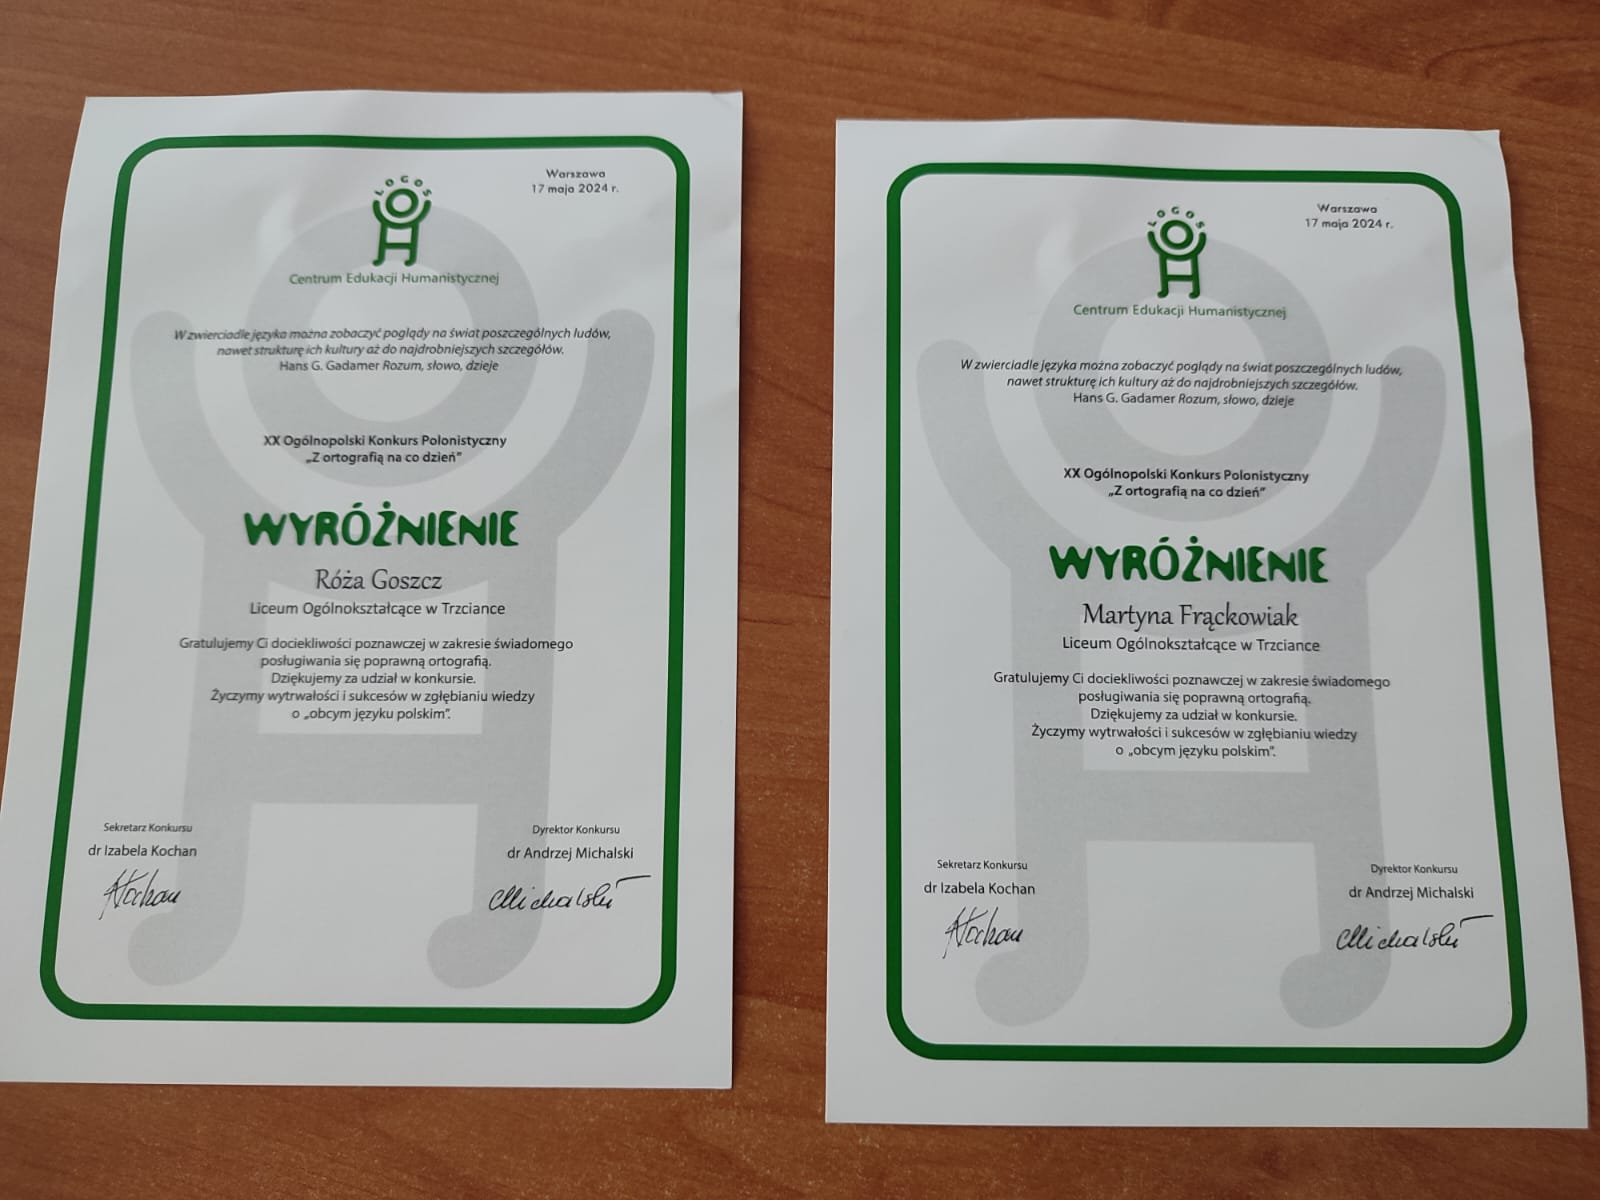 LOGOS
Warszawa
17 maja 2024 r.
Centrum Edukacji Humanistycznej
W zwierciadle języka można zobaczyć poglądy na świat poszczególnych ludów,
nawet strukturę ich kultury aż do najdrobniejszych szczegółów.
Hans G. Gadamer Rozum, słowo, dzieje
XX Ogólnopolski Konkurs Polonistyczny
„Z ortografią na co dzień”
WYRÓŻNIENIE
Róża Goszcz
Liceum Ogólnokształcące w Trzciance
Gratulujemy Ci dociekliwości poznawczej w zakresie świadomego
posługiwania się poprawną ortografią.
Dziękujemy za udział w konkursie.
Życzymy wytrwałości i sukcesów w zgłębianiu wiedzy
o „obcym języku polskim”.
Sekretarz Konkursu
dr Izabela Kochan
Kochan
Dyrektor Konkursu
dr Andrzej Michalski
Michalski
LOGOS
Warszawa
17 maja 2024 r.
Centrum Edukacji Humanistycznej
W zwierciadle języka można zobaczyć poglądy na świat poszczególnych ludów,
nawet strukturę ich kultury aż do najdrobniejszych szczegółów.
Hans G. Gadamer Rozum, słowo, dzieje
XX Ogólnopolski Konkurs Polonistyczny
„Z ortografią na co dzień”
WYRÓŻNIENIE
Martyna Frąckowiak
Liceum Ogólnokształcące w Trzciance
Gratulujemy Ci dociekliwości poznawczej w zakresie świadomego
posługiwania się poprawną ortografią.
Dziękujemy za udział w konkursie.
Życzymy wytrwałości i sukcesów w zgłębianiu wiedzy
o „obcym języku polskim”.
Sekretarz Konkursu
dr Izabela Kochan
Kochan
Dyrektor Konkursu
dr Andrzej Michalski
Michalski